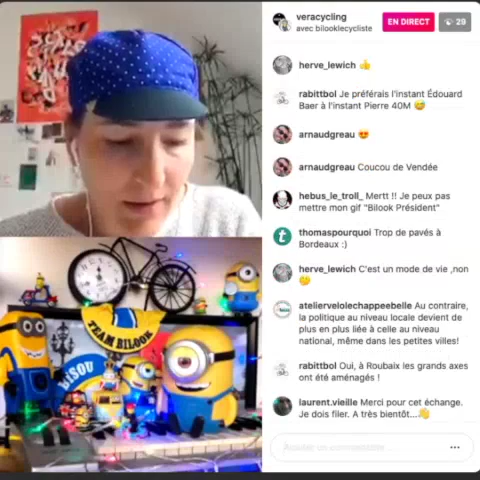 veracycling
avec bilooklecycliste
EN DIRECT
29
herve_lewich 👍
rabittbol Je préférais l'instant Édouard
Baer à l'instant Pierre 40M 😅
arnaudgreau 😍
arnaudgreau Coucou de Vendée
hebus_le_troll_ Mertt !! Je peux pas
mettre mon gif "Bilook Président"
thomaspourquoi Trop de pavés à
Bordeaux :)
herve_lewich C'est un mode de vie ,non
🤔
ateliervelolechappeebelle Au contraire,
la politique au niveau locale devient de
plus en plus liée à celle au niveau
national, même dans les petites villes!
rabittbol Oui, à Roubaix les grands axes
ont été aménagés !
laurent.vieille Merci pour cet échange.
Je dois filer. A très bientôt...👋
Ajouter un commentaire...
TEAM BILOOK
BISOU